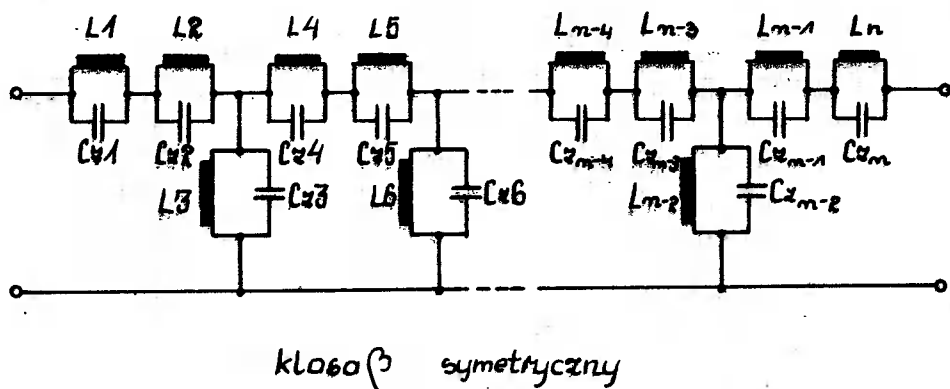 L1 L2 L4 L5 Ln-4 Ln-3 Ln-1 Ln
Cz1 Cz2 Cz4 Cz5 Czn-4 Czn-3 Czn-1 Czn
L3 Cz3 L6 Cz6 Ln-2 Czn-2
klasa β symetryczny